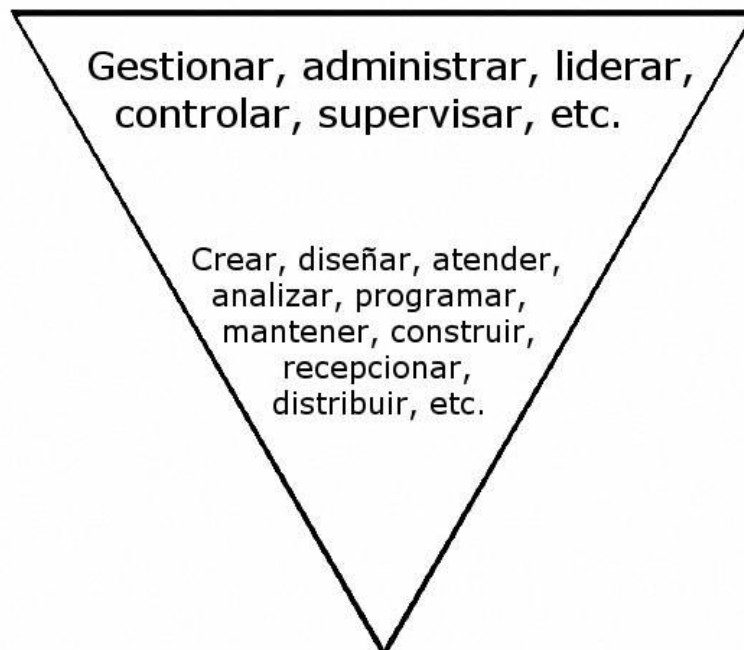 Gestionar, administrar, liderar,
controlar, supervisar, etc.
Crear, diseñar, atender,
analizar, programar,
mantener, construir,
recepcionar,
distribuir, etc.